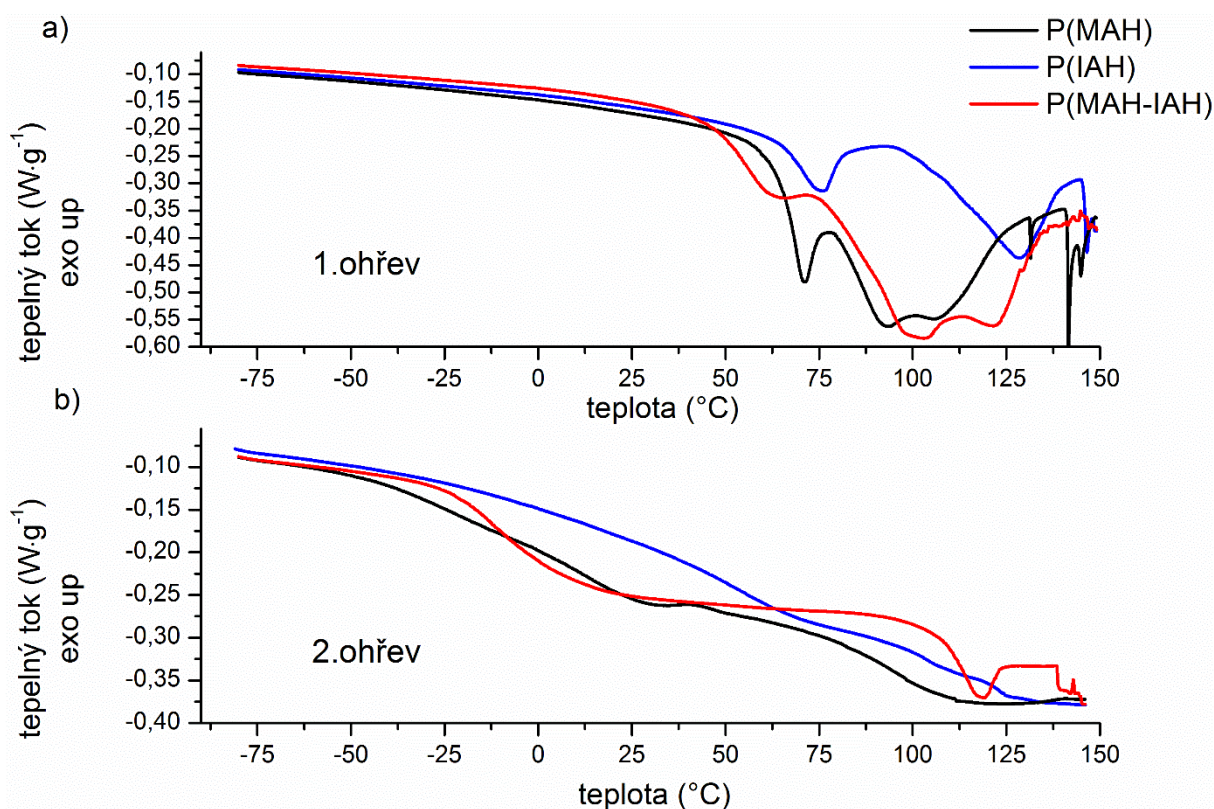 a)
P(MAH)
P(IAH)
P(MAH-IAH)
tepelný tok (W·g⁻¹)
exo up
-0,10
-0,15
-0,20
-0,25
-0,30
-0,35
-0,40
-0,45
-0,50
-0,55
-0,60
1.ohřev
-75 -50 -25 0 25 50 75 100 125 150
teplota (°C)
b)
tepelný tok (W·g⁻¹)
exo up
-0,10
-0,15
-0,20
-0,25
-0,30
-0,35
-0,40
2.ohřev
-75 -50 -25 0 25 50 75 100 125 150
teplota (°C)